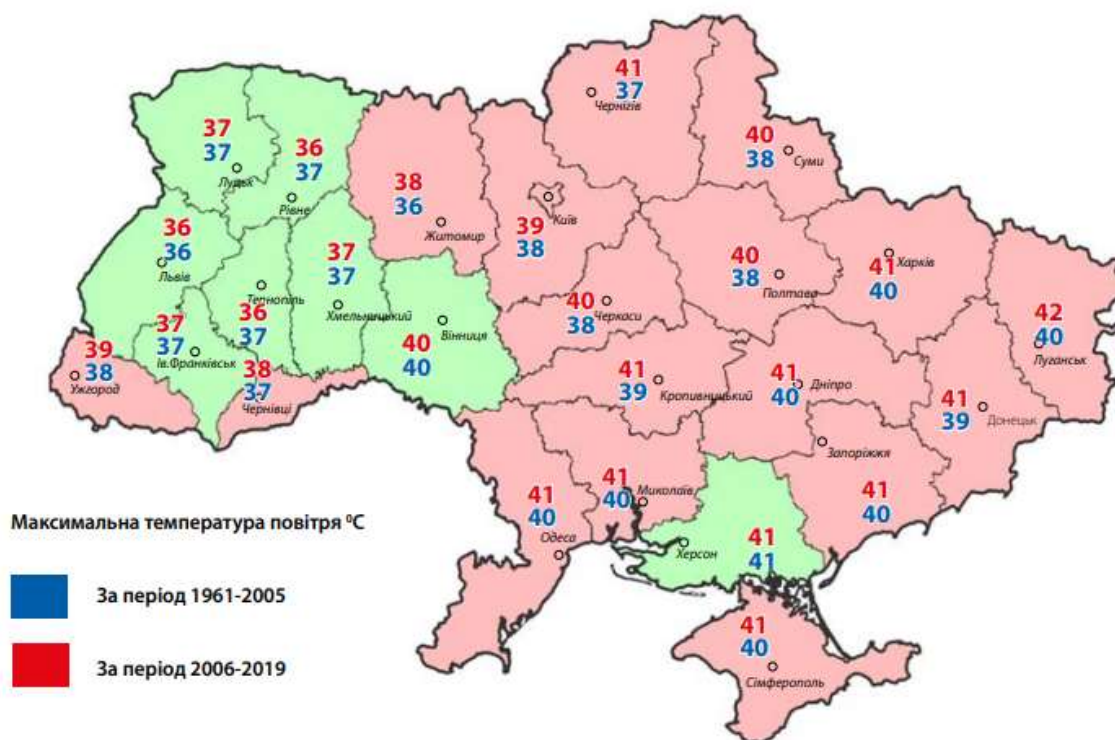 41
37
Чернігів
40
38
Суми
37
37
Луцьк
36
37
Рівне
38
36
Житомир
39
38
Київ
36
36
Львів
36
37
Тернопіль
37
37
Хмельницький
40
40
Вінниця
40
38
Черкаси
40
38
Полтава
41
40
Харків
42
40
Луганськ
39
38
Ужгород
37
37
ів.Франківськ
38
37
Чернівці
41
39
Кропивницький
41
40
Дніпро
41
39
Донецьк
Запоріжжя
41
40
41
40
Одеса
41
40
Миколаїв
Херсон
41
41
41
40
Сімферополь
Максимальна температура повітря ⁰С
За період 1961-2005
За період 2006-2019